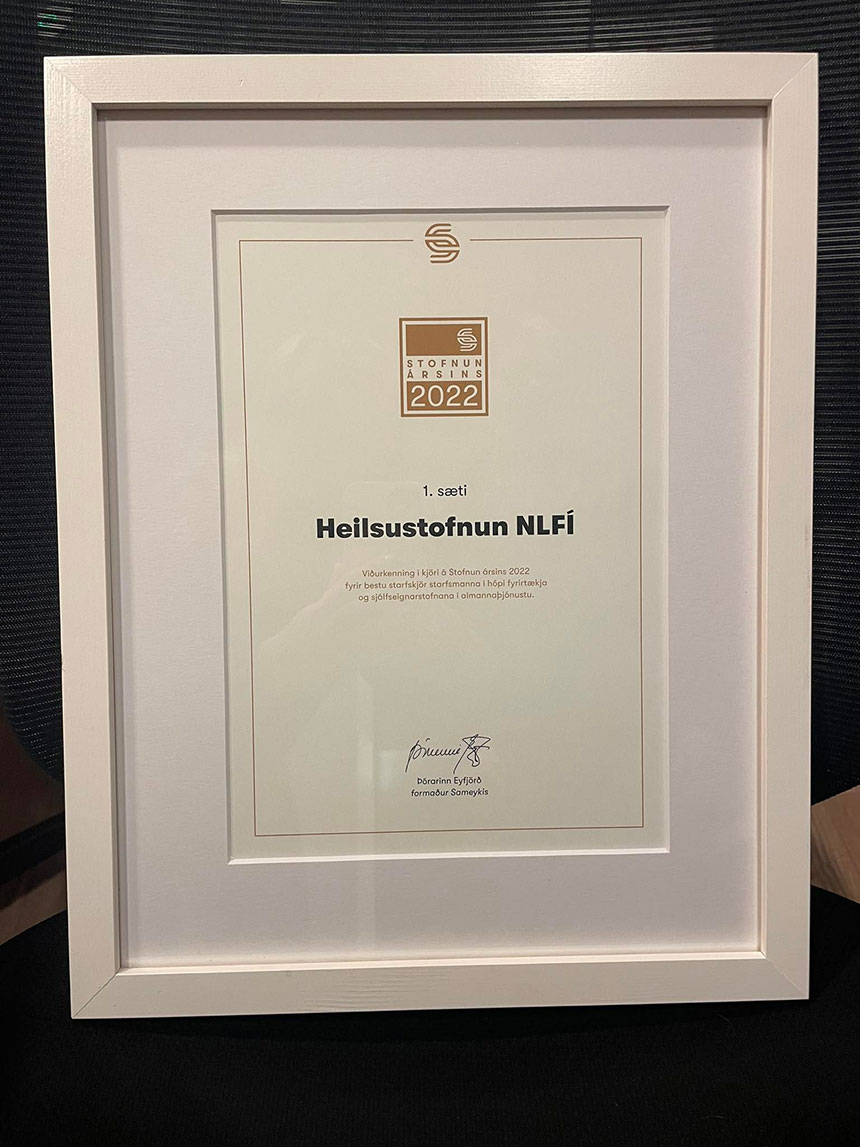 STOFNUN
ÁRSINS
2022
1. sæti
Heilsustofnun NLFÍ
Viðurkenning í kjöri á Stofnun ársins 2022
fyrir bestu starfskjör starfsmanna í hópi fyrirtækja
og sjálfseignarstofnana í almannaþjónustu.
Þórarinn Eyfjörð
formaður Sameykis